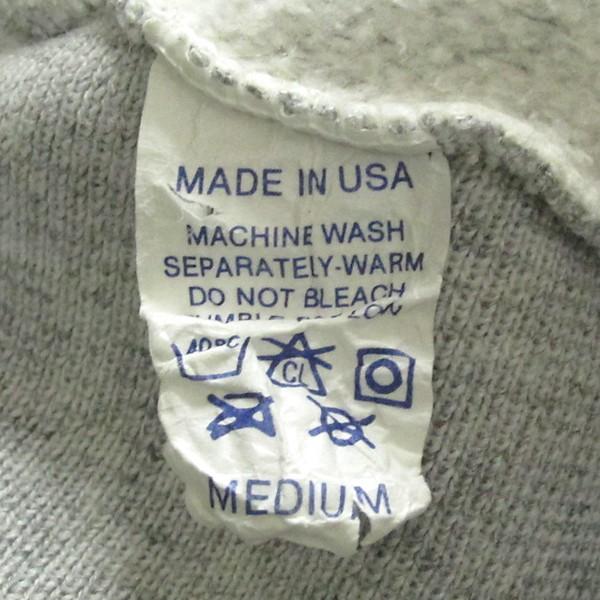 MADE IN USA
MACHINE WASH
SEPARATELY-WARM
DO NOT BLEACH
40°C
CL
MEDIUM